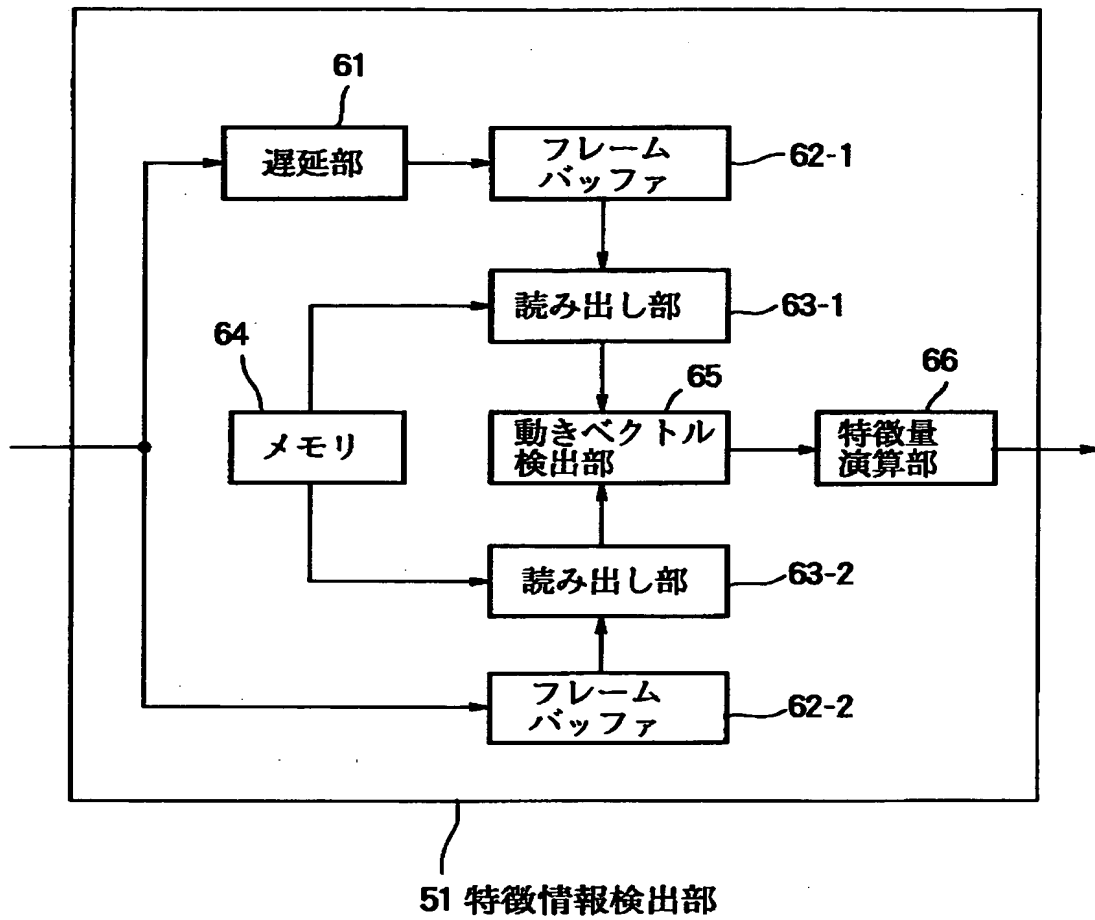 61
遅延部
フレーム
バッファ
62-1
読み出し部
63-1
64
メモリ
65
動きベクトル
検出部
66
特徴量
演算部
読み出し部
63-2
フレーム
バッファ
62-2
51 特徴情報検出部